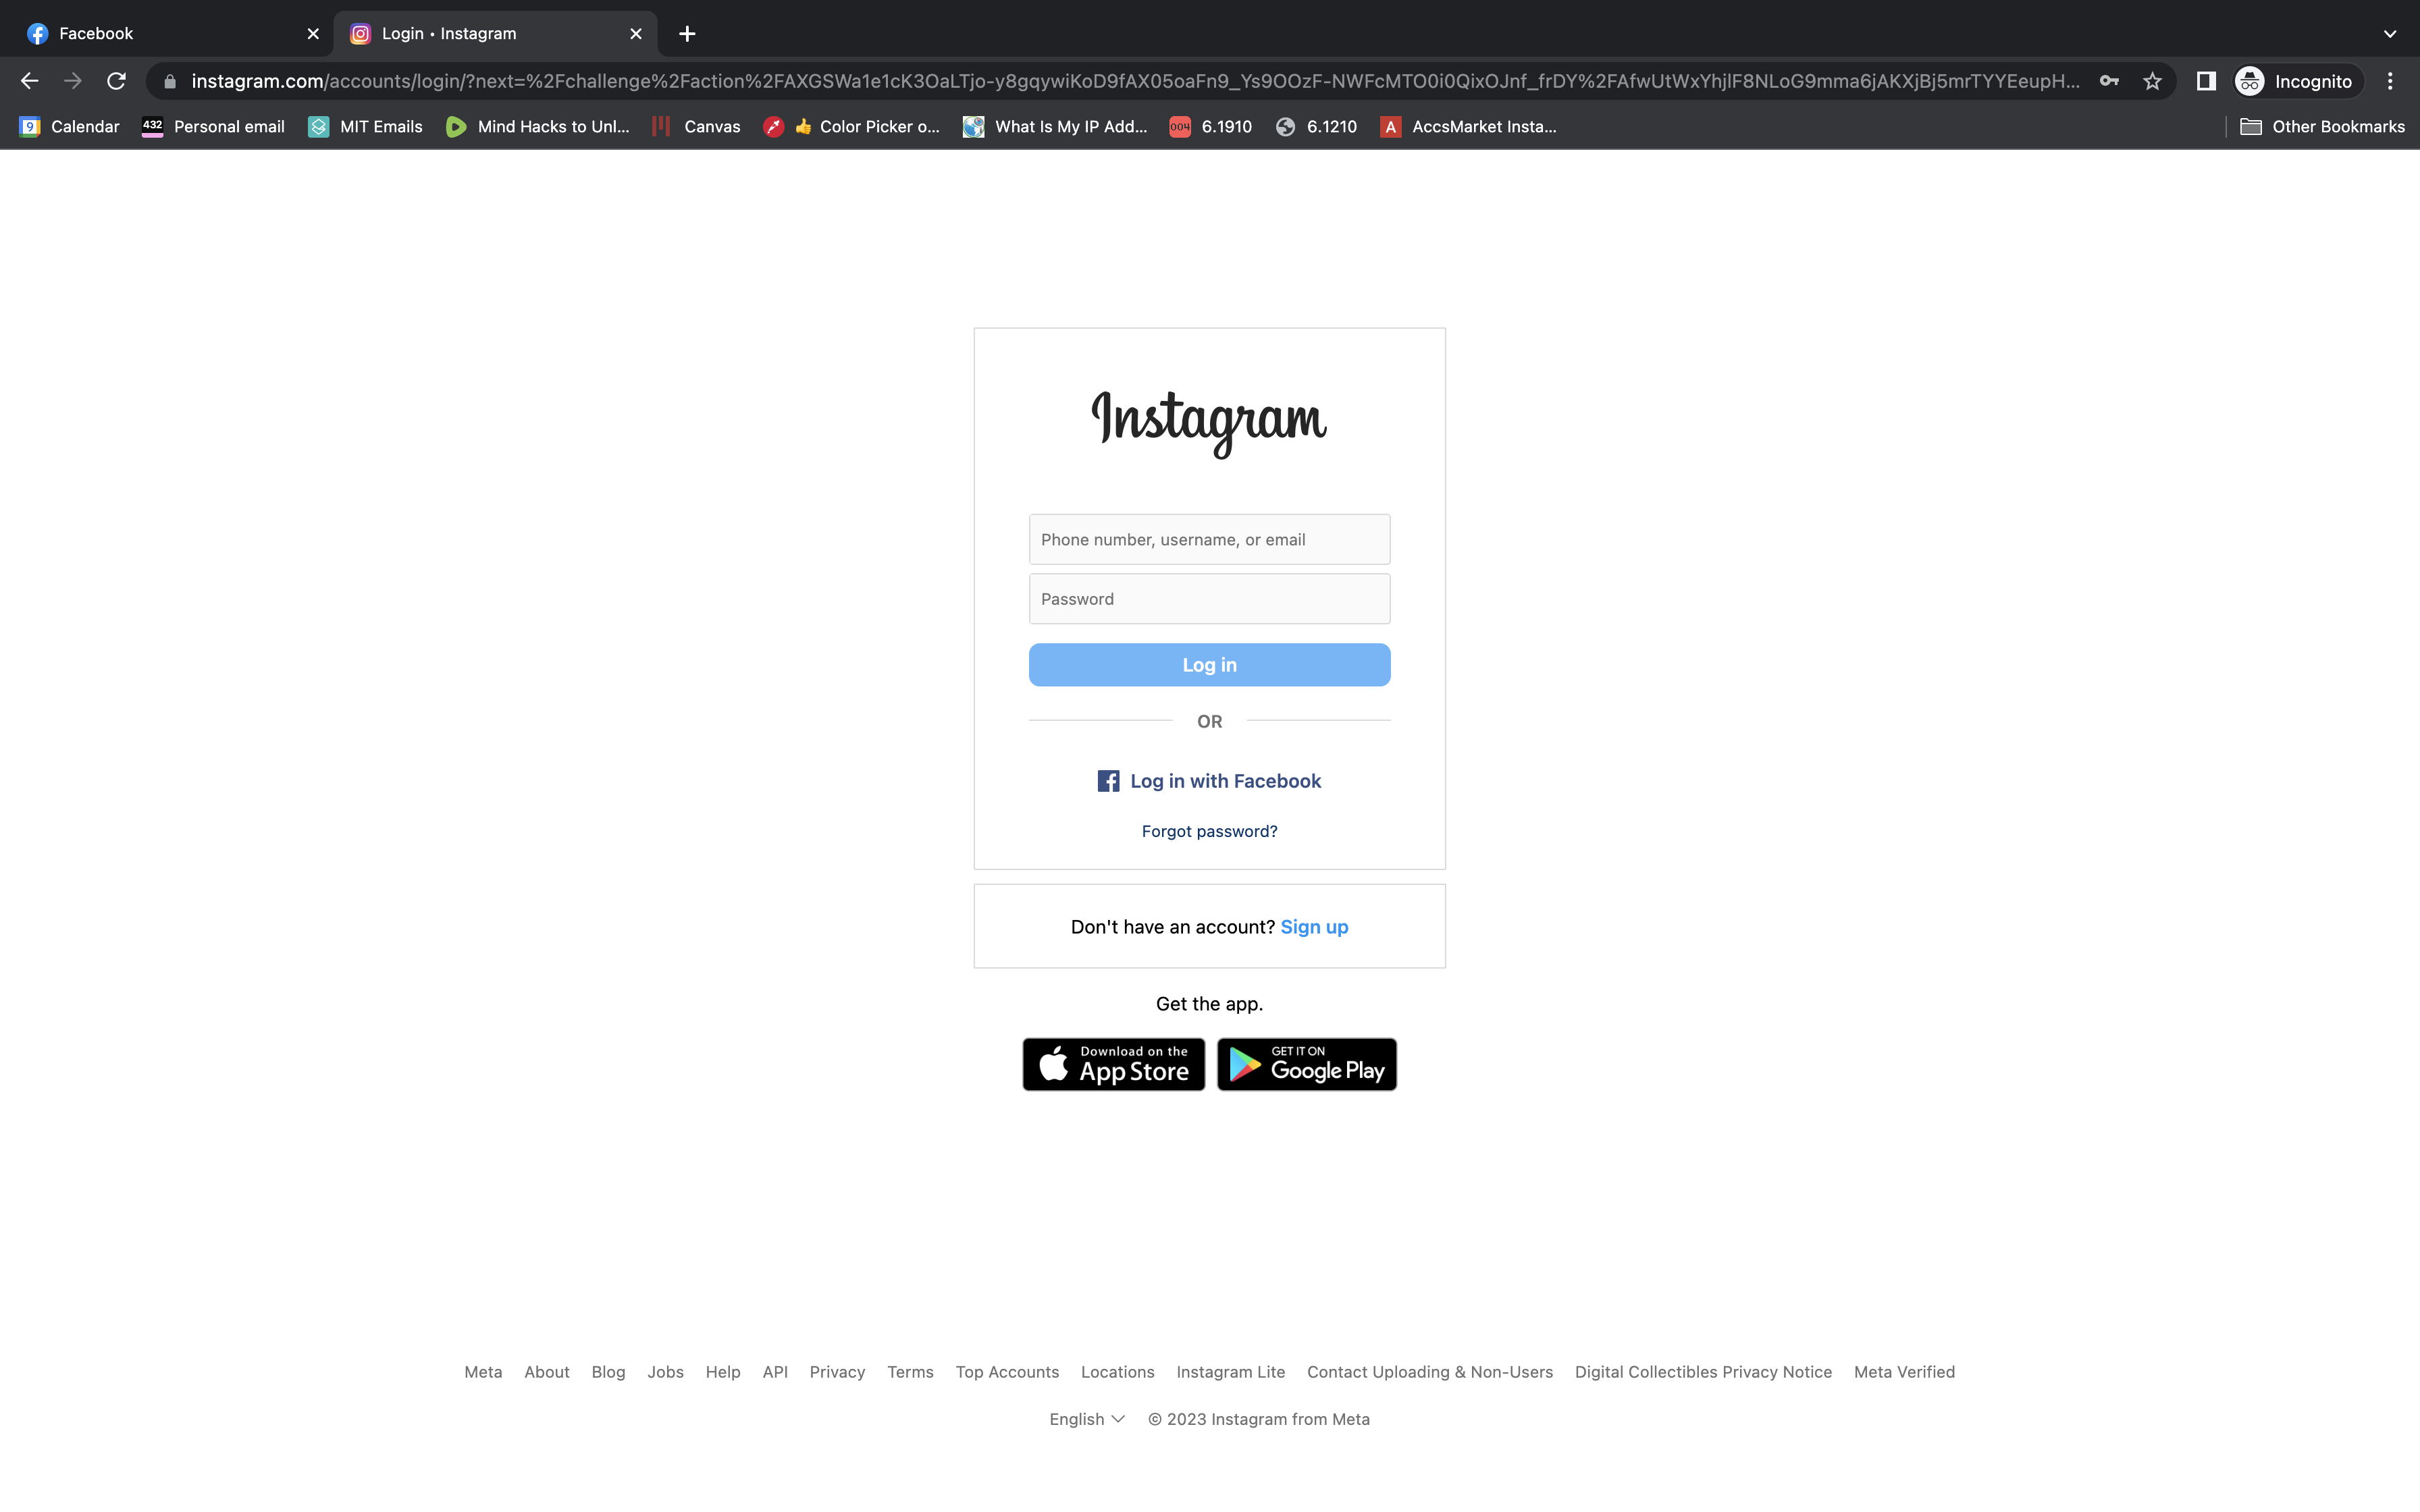 Facebook
Login • Instagram
instagram.com/accounts/login/?next=%2Fchallenge%2Faction%2FAXGSWa1e1cK3OaLTjo-y8gqywiKoD9fAX05oaFn9_Ys9OOzF-NWFcMTO0i0QixOJnf_frDY%2FAfwUtWxYhjlF8NLoG9mma6jAKXjBj5mrTYYEeupH...
Incognito
9 Calendar
432 Personal email
MIT Emails
Mind Hacks to Unl...
Canvas
👍 Color Picker o...
What Is My IP Add...
004 6.1910
6.1210
A AccsMarket Insta...
Other Bookmarks
Instagram
Phone number, username, or email
Password
Log in
OR
Log in with Facebook
Forgot password?
Don't have an account? Sign up
Get the app.
Download on the
App Store
GET IT ON
Google Play
Meta About Blog Jobs Help API Privacy Terms Top Accounts Locations Instagram Lite Contact Uploading & Non-Users Digital Collectibles Privacy Notice Meta Verified
English © 2023 Instagram from Meta